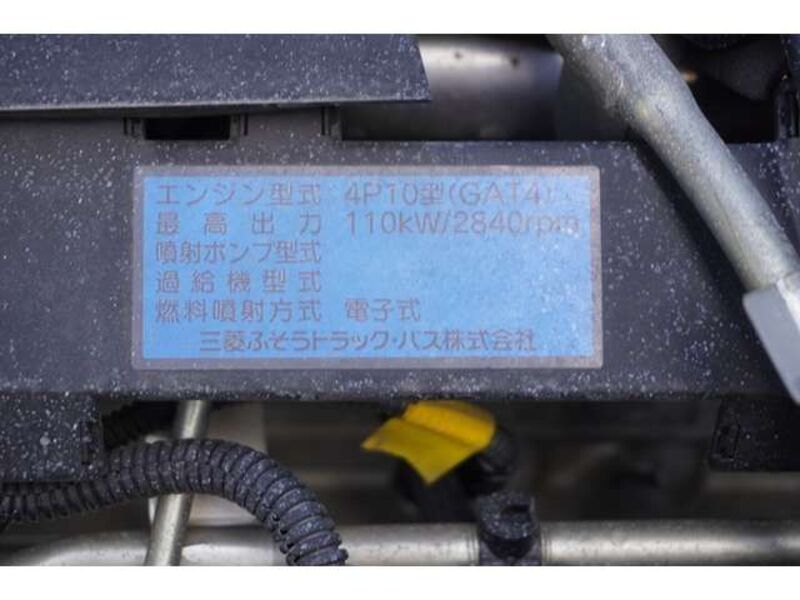 エンジン型式 4P10型(GAT4)
最高出力 110kW/2840rpm
噴射ポンプ型式
過給機型式
燃料噴射方式 電子式
三菱ふそうトラック・バス株式会社